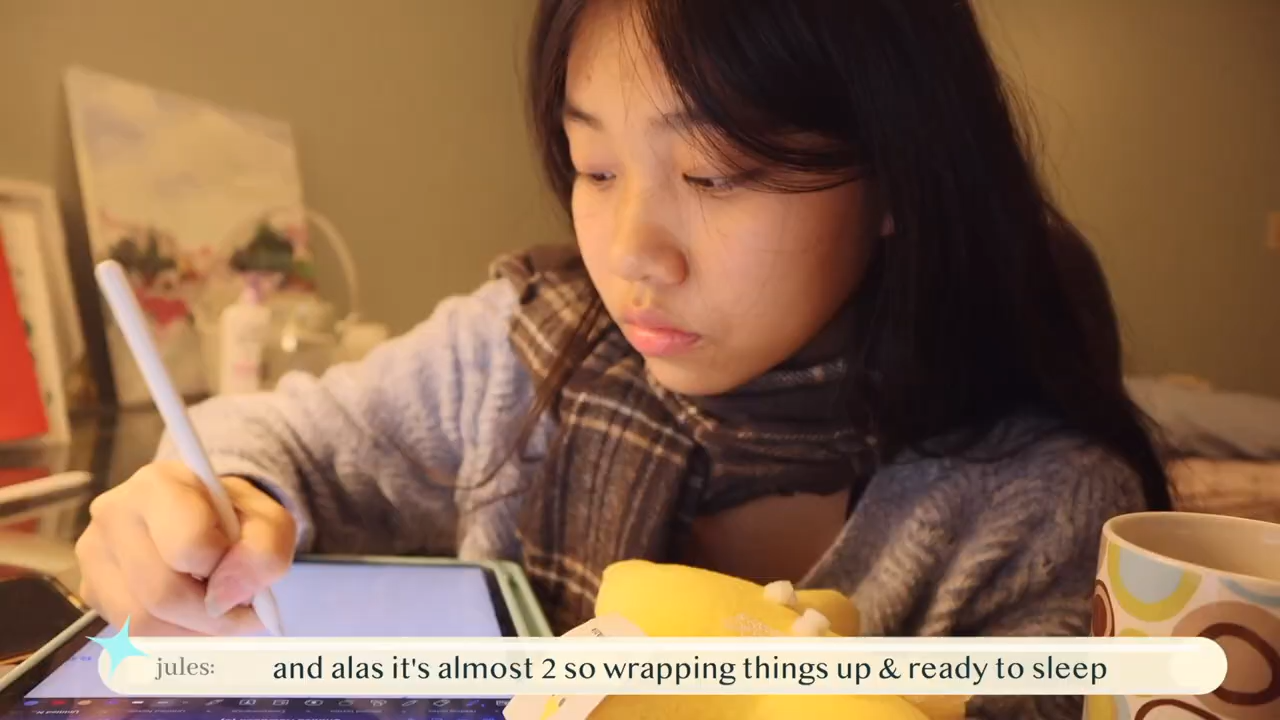 jules: and alas it's almost 2 so wrapping things up & ready to sleep